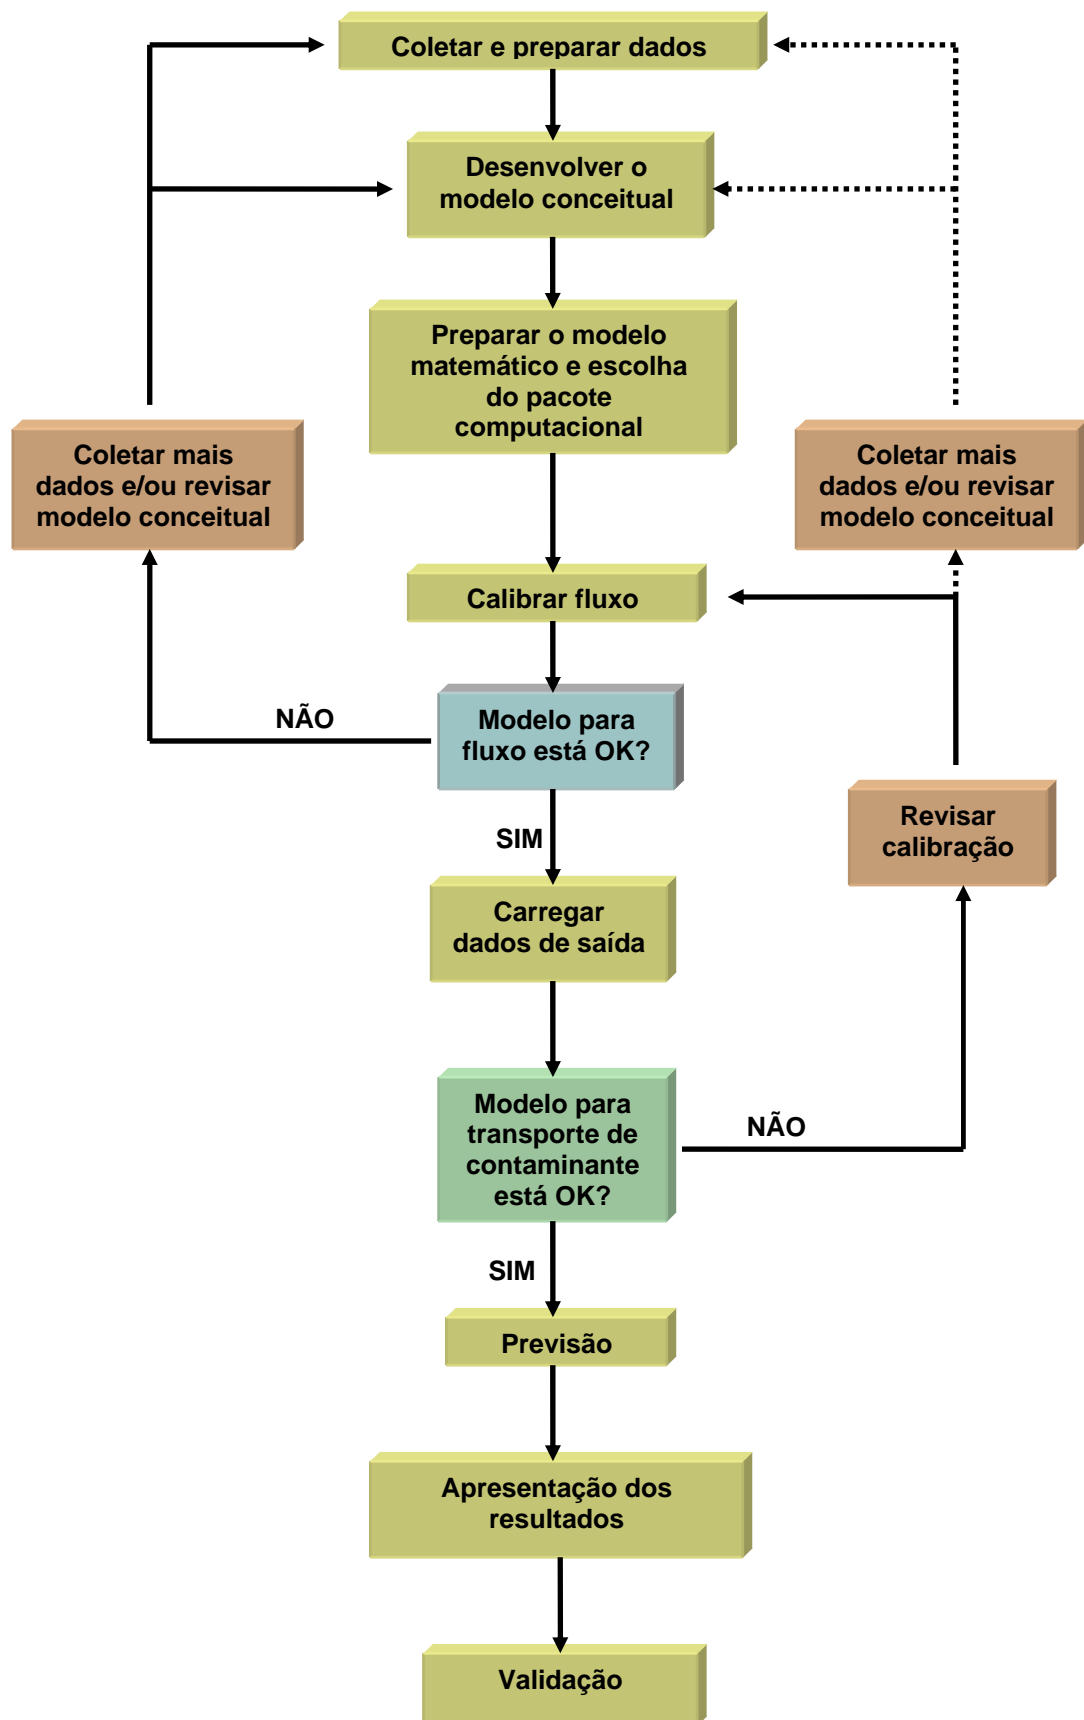 Coletar e preparar dados
Desenvolver o
modelo conceitual
Preparar o modelo
matemático e escolha
do pacote
computacional
Coletar mais
dados e/ou revisar
modelo conceitual
Coletar mais
dados e/ou revisar
modelo conceitual
Calibrar fluxo
NÃO
Modelo para
fluxo está OK?
SIM
Revisar
calibração
Carregar
dados de saída
Modelo para
transporte de
contaminante
está OK?
NÃO
SIM
Previsão
Apresentação dos
resultados
Validação